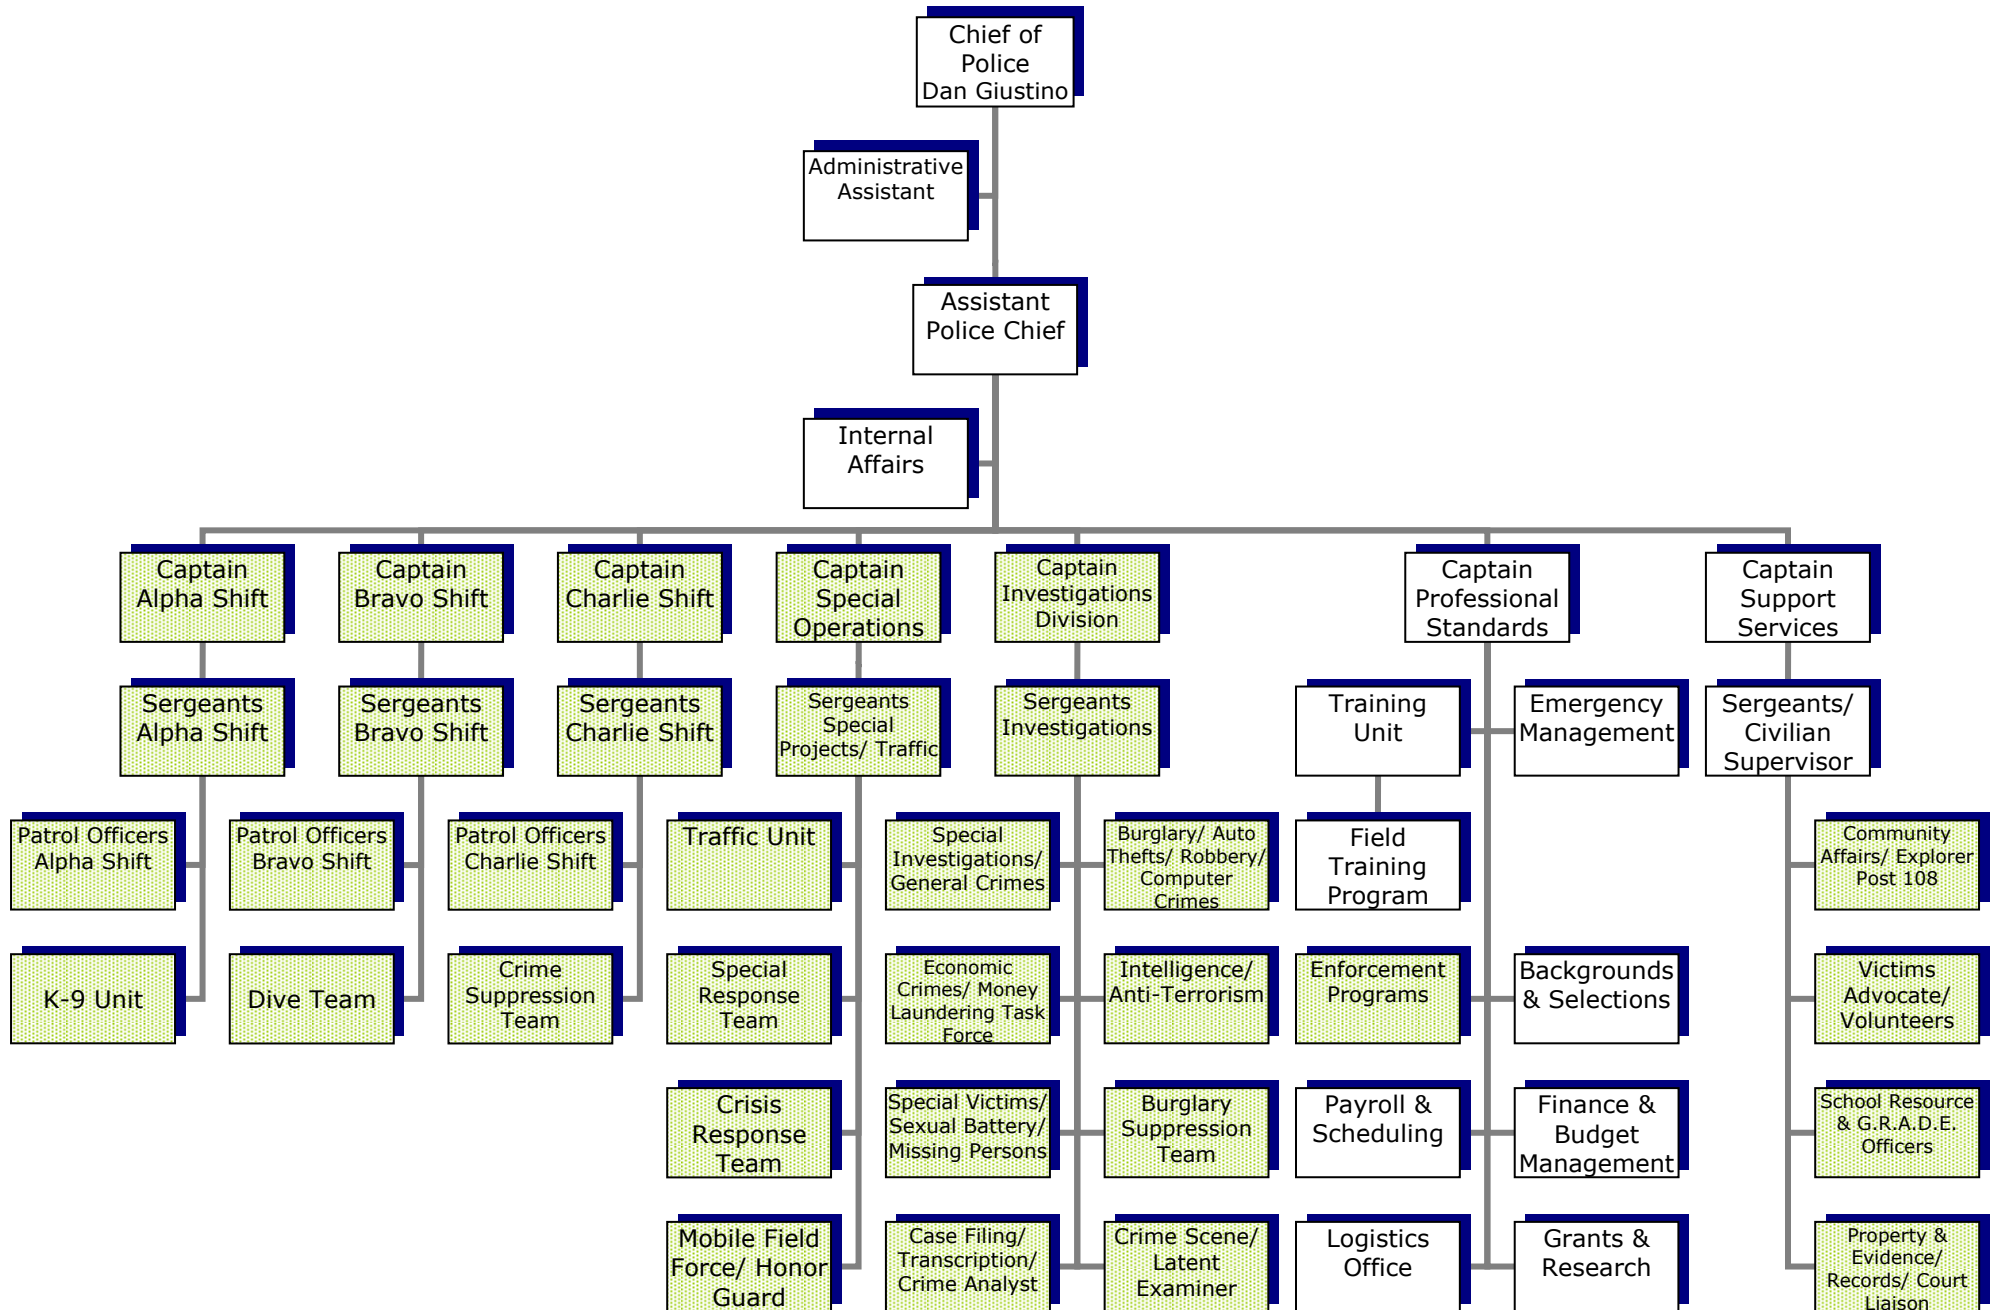 Chief of
Police
Dan Giustino
Administrative
Assistant
Assistant
Police Chief
Internal
Affairs
Captain
Alpha Shift
Captain
Bravo Shift
Captain
Charlie Shift
Captain
Special
Operations
Captain
Investigations
Division
Captain
Professional
Standards
Captain
Support
Services
Sergeants
Alpha Shift
Sergeants
Bravo Shift
Sergeants
Charlie Shift
Sergeants
Special
Projects/ Traffic
Sergeants
Investigations
Training
Unit
Emergency
Management
Sergeants/
Civilian
Supervisor
Patrol Officers
Alpha Shift
Patrol Officers
Bravo Shift
Patrol Officers
Charlie Shift
Traffic Unit
Special
Investigations/
General Crimes
Burglary/ Auto
Thefts/ Robbery/
Computer
Crimes
Field
Training
Program
Community
Affairs/ Explorer
Post 108
K-9 Unit
Dive Team
Crime
Suppression
Team
Special
Response
Team
Economic
Crimes/ Money
Laundering Task
Force
Intelligence/
Anti-Terrorism
Enforcement
Programs
Backgrounds
& Selections
Victims
Advocate/
Volunteers
Crisis
Response
Team
Special Victims/
Sexual Battery/
Missing Persons
Burglary
Suppression
Team
Payroll &
Scheduling
Finance &
Budget
Management
School Resource
& G.R.A.D.E.
Officers
Mobile Field
Force/ Honor
Guard
Case Filing/
Transcription/
Crime Analyst
Crime Scene/
Latent
Examiner
Logistics
Office
Grants &
Research
Property &
Evidence/
Records/ Court
Liaison